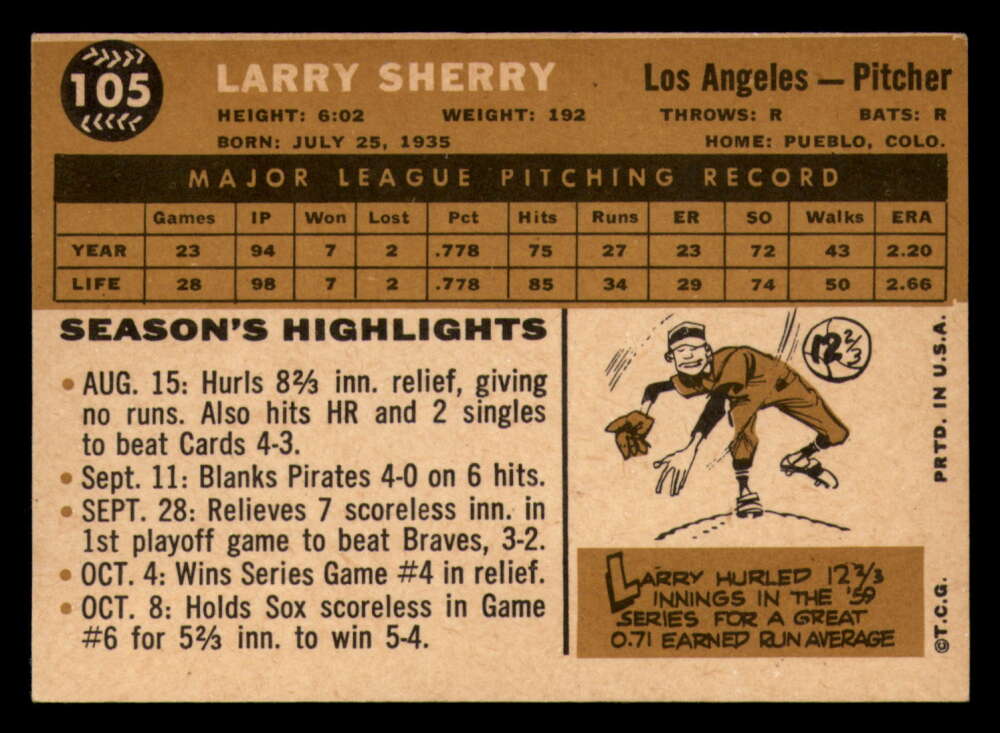 105
LARRY SHERRY
Los Angeles — Pitcher
HEIGHT: 6:02 WEIGHT: 192 THROWS: R BATS: R
BORN: JULY 25, 1935 HOME: PUEBLO, COLO.
MAJOR LEAGUE PITCHING RECORD
Games IP Won Lost Pct Hits Runs ER SO Walks ERA
YEAR 23 94 7 2 .778 75 27 23 72 43 2.20
LIFE 28 98 7 2 .778 85 34 29 74 50 2.66
SEASON'S HIGHLIGHTS
• AUG. 15: Hurls 8⅔ inn. relief, giving
no runs. Also hits HR and 2 singles
to beat Cards 4-3.
• Sept. 11: Blanks Pirates 4-0 on 6 hits.
• SEPT. 28: Relieves 7 scoreless inn. in
1st playoff game to beat Braves, 3-2.
• OCT. 4: Wins Series Game #4 in relief.
• OCT. 8: Holds Sox scoreless in Game
#6 for 5⅔ inn. to win 5-4.
12⅔
LARRY HURLED 12⅔
INNINGS IN THE '59
SERIES FOR A GREAT
0.71 EARNED RUN AVERAGE
©T.C.G. PRTD. IN U.S.A.